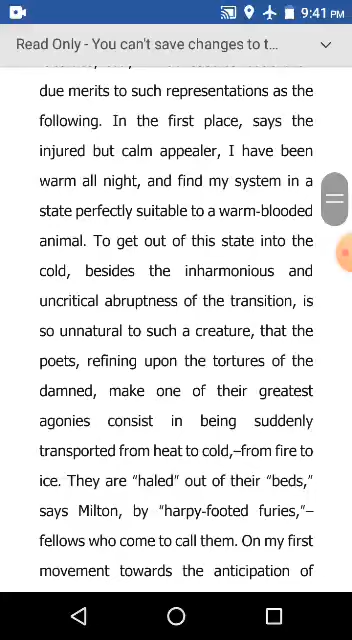 9:41 PM
Read Only - You can't save changes to t...
due merits to such representations as the
following. In the first place, says the
injured but calm appealer, I have been
warm all night, and find my system in a
state perfectly suitable to a warm-blooded
animal. To get out of this state into the
cold, besides the inharmonious and
uncritical abruptness of the transition, is
so unnatural to such a creature, that the
poets, refining upon the tortures of the
damned, make one of their greatest
agonies consist in being suddenly
transported from heat to cold,–from fire to
ice. They are "haled" out of their "beds,"
says Milton, by "harpy-footed furies,"–
fellows who come to call them. On my first
movement towards the anticipation of